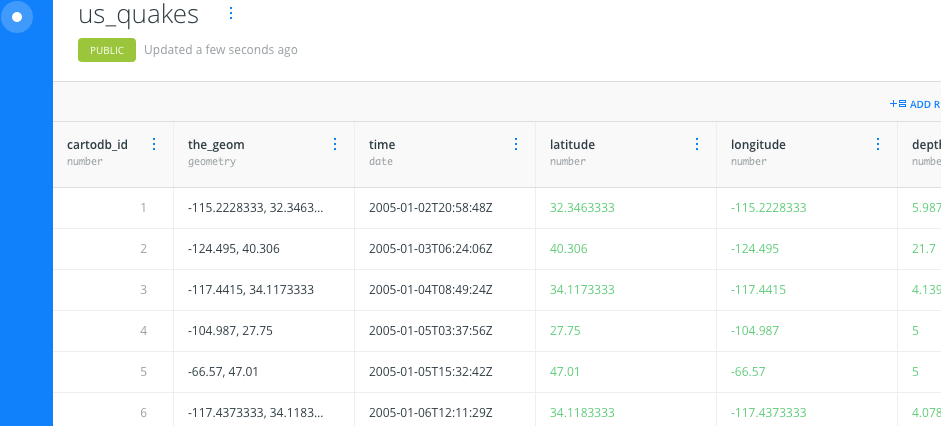 us_quakes
PUBLIC Updated a few seconds ago
ADD R
cartodb_id the_geom time latitude longitude dept
number geometry date number number numbe
1 -115.2228333, 32.3463... 2005-01-02T20:58:48Z 32.3463333 -115.2228333 5.987
2 -124.495, 40.306 2005-01-03T06:24:06Z 40.306 -124.495 21.7
3 -117.4415, 34.1173333 2005-01-04T08:49:24Z 34.1173333 -117.4415 4.139
4 -104.987, 27.75 2005-01-05T03:37:56Z 27.75 -104.987 5
5 -66.57, 47.01 2005-01-05T15:32:42Z 47.01 -66.57 5
6 -117.4373333, 34.1183... 2005-01-06T12:11:29Z 34.1183333 -117.4373333 4.078